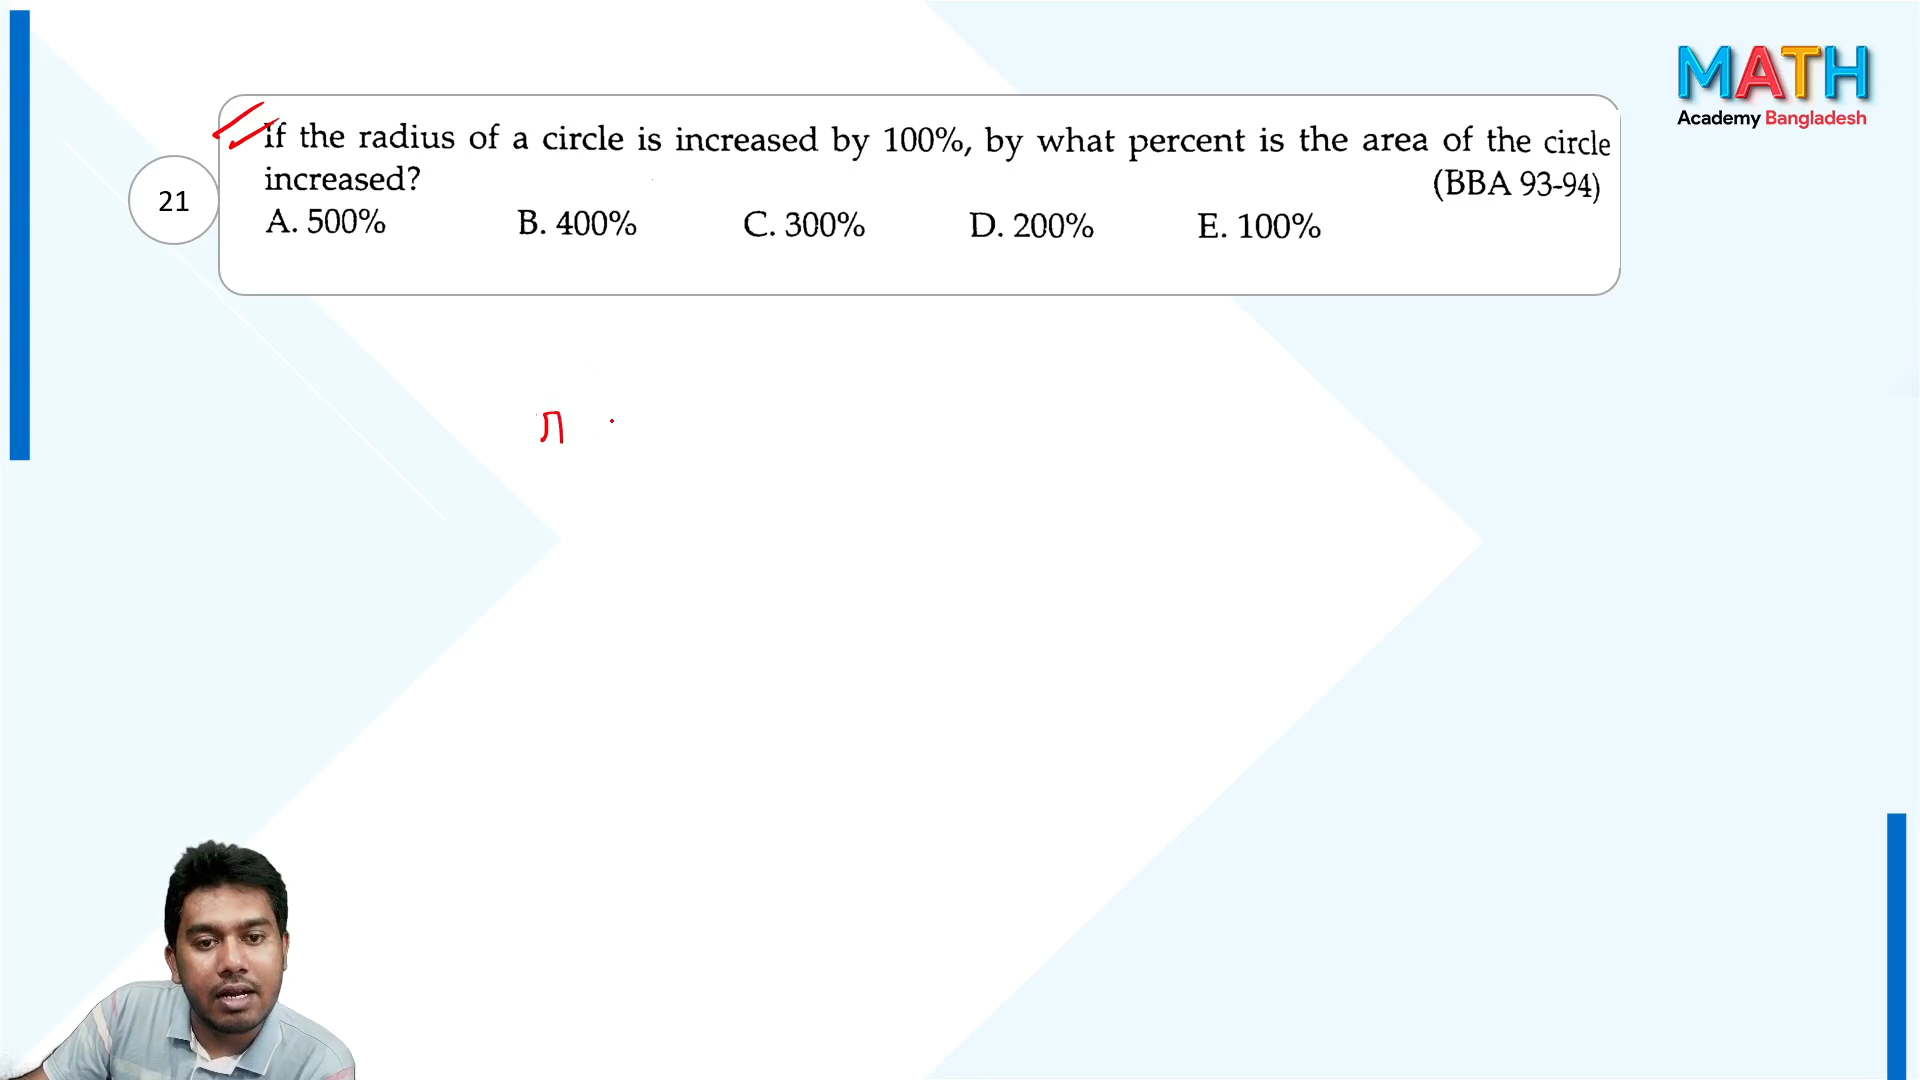 MATH
Academy Bangladesh
If the radius of a circle is increased by 100%, by what percent is the area of the circle
increased? (BBA 93-94)
21
A. 500% B. 400% C. 300% D. 200% E. 100%
π